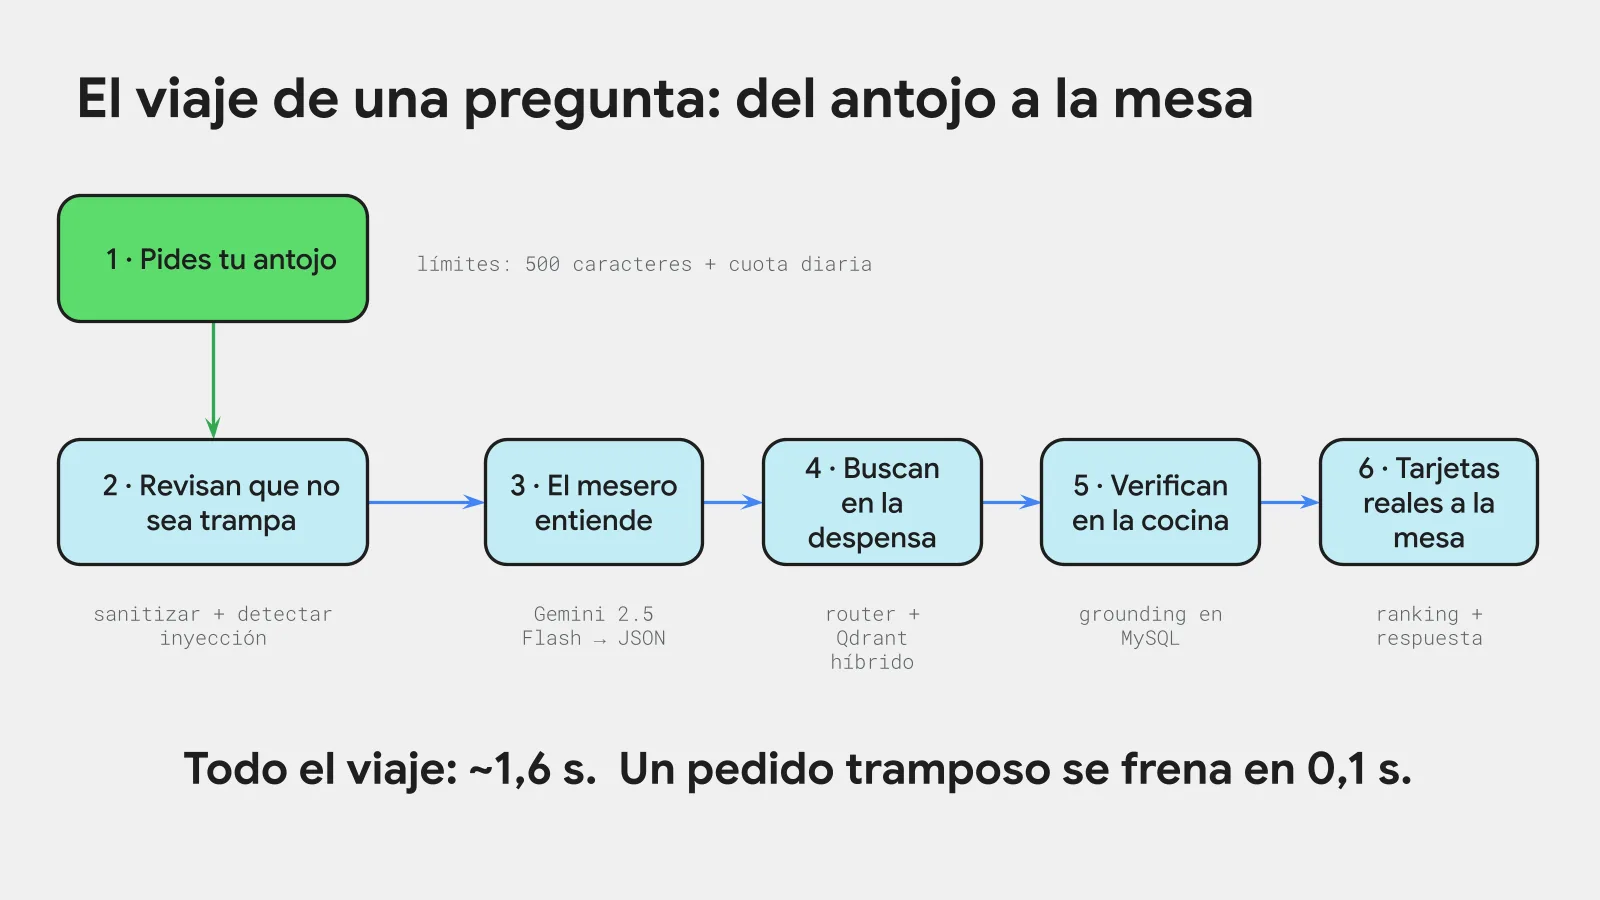 El viaje de una pregunta: del antojo a la mesa
1 · Pides tu antojo
límites: 500 caracteres + cuota diaria
2 · Revisan que no
sea trampa
sanitizar + detectar
inyección
3 · El mesero
entiende
Gemini 2.5
Flash → JSON
4 · Buscan
en la
despensa
router +
Qdrant
híbrido
5 · Verifican
en la cocina
grounding en
MySQL
6 · Tarjetas
reales a la
mesa
ranking +
respuesta
Todo el viaje: ~1,6 s.  Un pedido tramposo se frena en 0,1 s.